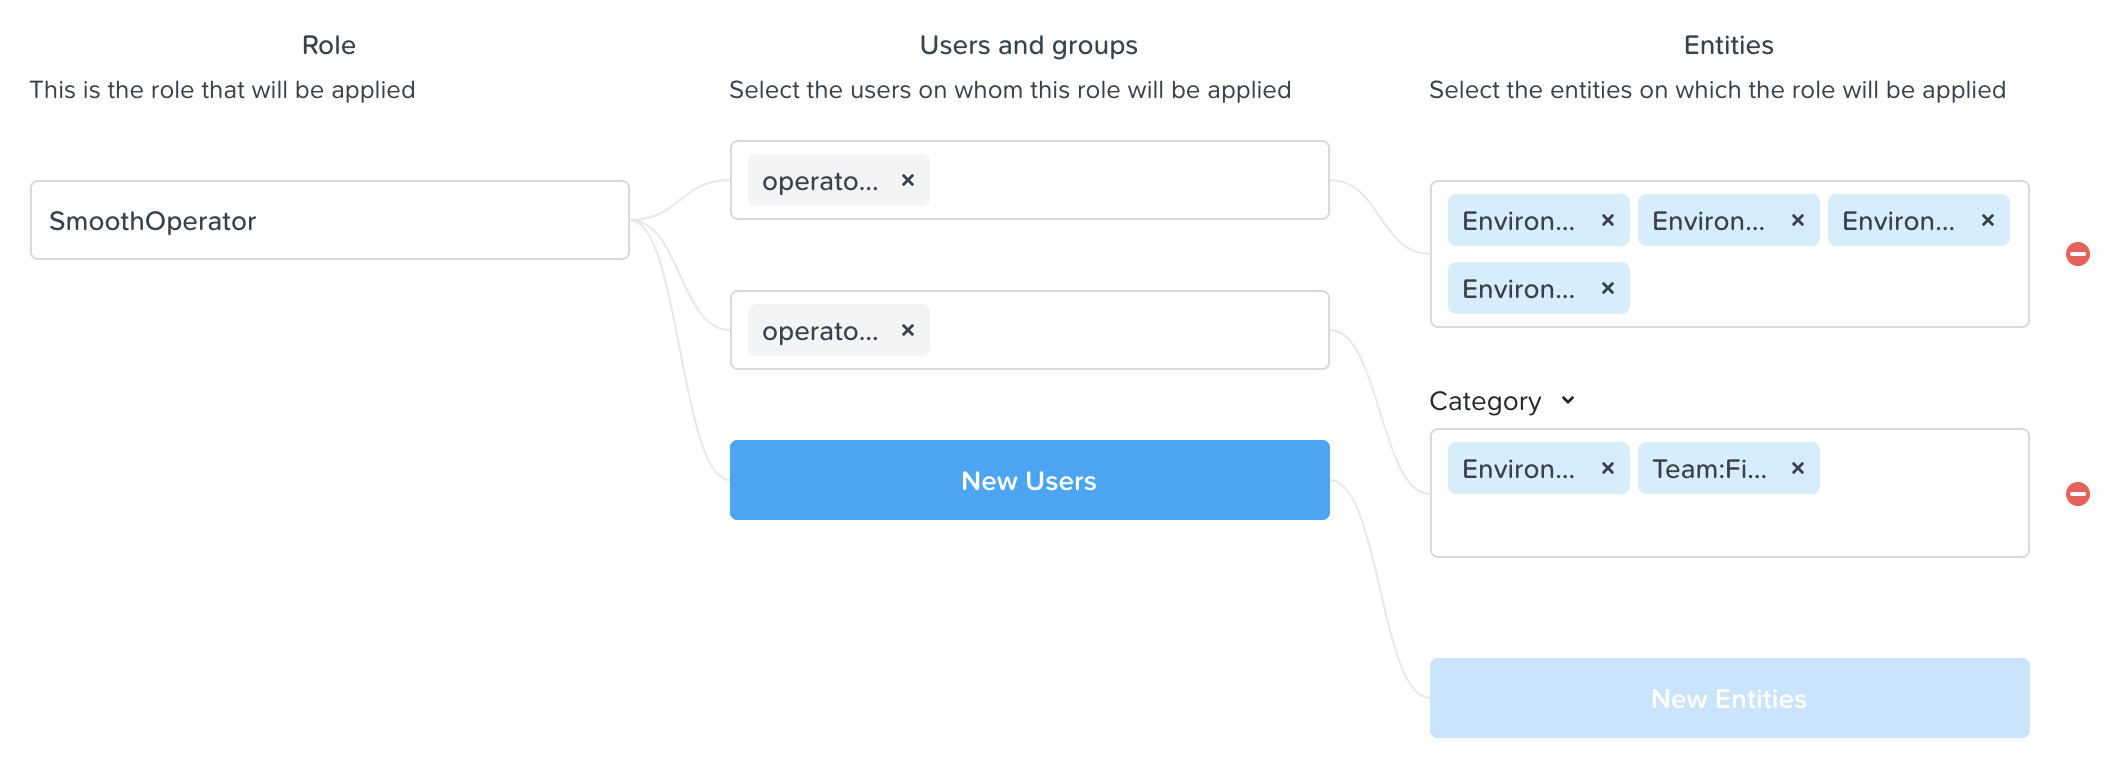 Role
This is the role that will be applied
SmoothOperator
Users and groups
Select the users on whom this role will be applied
operato... ×
operato... ×
New Users
Entities
Select the entities on which the role will be applied
Environ... × Environ... × Environ... ×
Environ... ×
Category
Environ... × Team:Fi... ×
New Entities